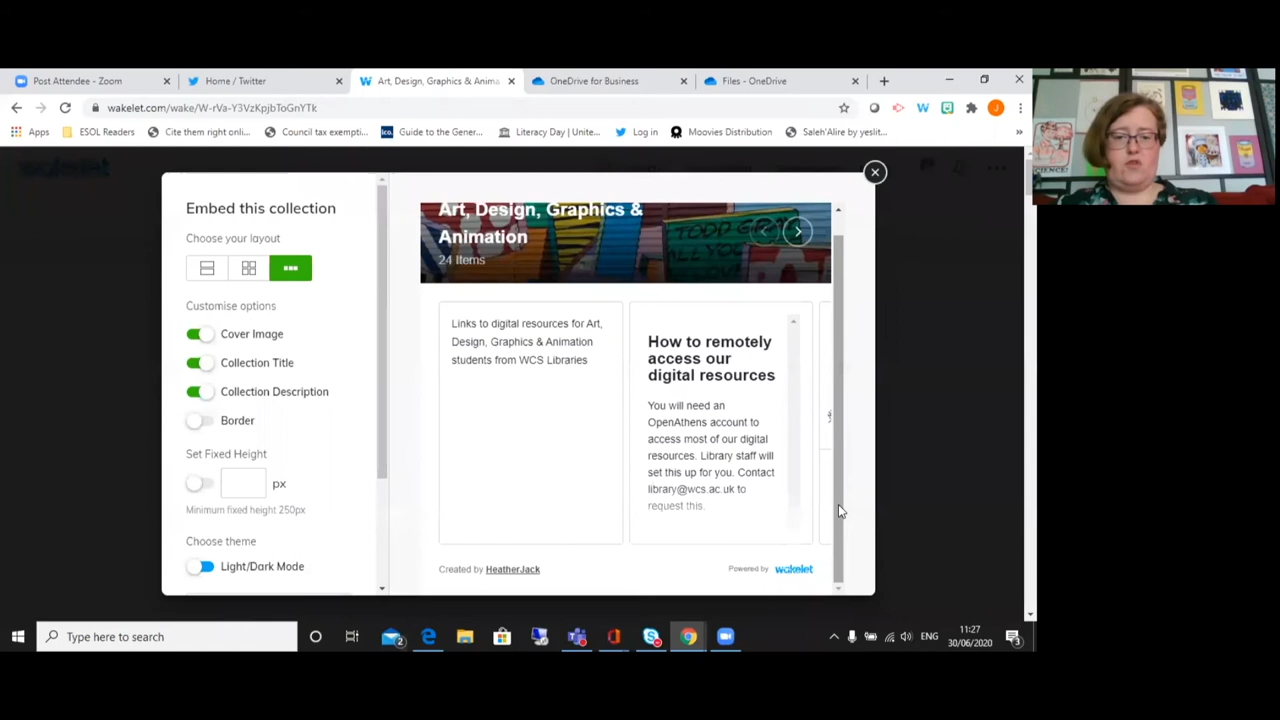 Post Attendee - Zoom
Home / Twitter
Art, Design, Graphics & Anima
OneDrive for Business
Files - OneDrive
wakelet.com/wake/W-rVa-Y3VzKpjbToGnYTk
Apps
ESOL Readers
Cite them right onli...
Council tax exempti...
ico.
Guide to the Gener...
Literacy Day | Unite...
Log in
Moovies Distribution
Saleh'Alire by yeslit...
wakelet
Embed this collection
Choose your layout
Customise options
Cover Image
Collection Title
Collection Description
Border
Set Fixed Height
px
Minimum fixed height 250px
Choose theme
Light/Dark Mode
Art, Design, Graphics &
Animation
24 Items
Links to digital resources for Art,
Design, Graphics & Animation
students from WCS Libraries
How to remotely
access our
digital resources
You will need an
OpenAthens account to
access most of our digital
resources. Library staff will
set this up for you. Contact
library@wcs.ac.uk to
request this.
Created by HeatherJack
Powered by wakelet
Type here to search
2
ENG
11:27
30/06/2020
3
SCIENCE!